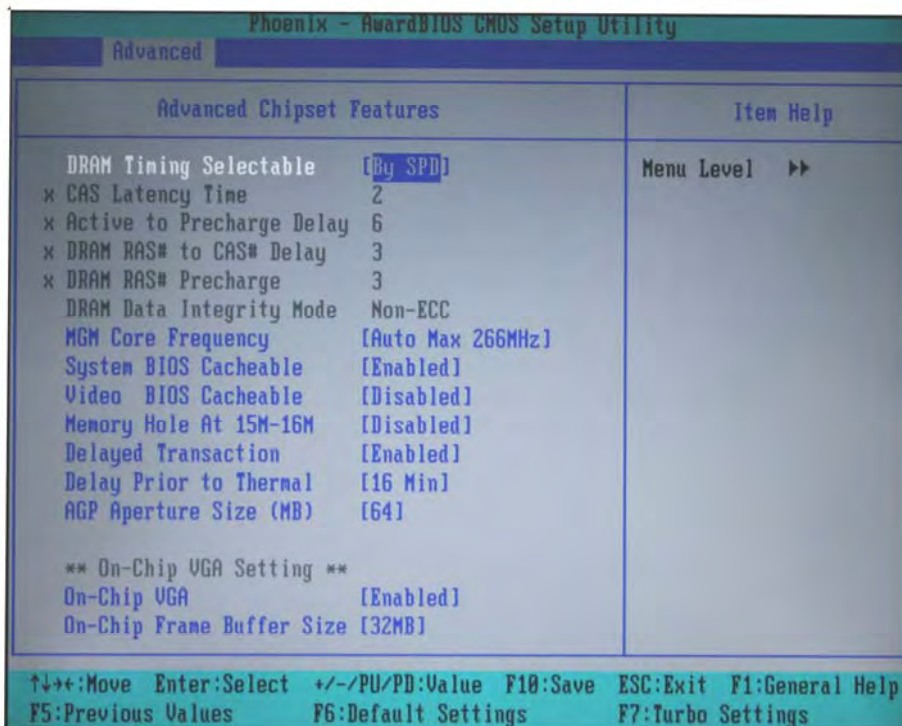 Phoenix - AwardBIOS CMOS Setup Utility
Advanced
Advanced Chipset Features
Item Help
DRAM Timing Selectable [By SPD]
Menu Level ▶▶
x CAS Latency Time 2
x Active to Precharge Delay 6
x DRAM RAS# to CAS# Delay 3
x DRAM RAS# Precharge 3
DRAM Data Integrity Mode Non-ECC
MGM Core Frequency [Auto Max 266MHz]
System BIOS Cacheable [Enabled]
Video BIOS Cacheable [Disabled]
Memory Hole At 15M-16M [Disabled]
Delayed Transaction [Enabled]
Delay Prior to Thermal [16 Min]
AGP Aperture Size (MB) [64]
** On-Chip VGA Setting **
On-Chip VGA [Enabled]
On-Chip Frame Buffer Size [32MB]
↑↓→←:Move Enter:Select +/-/PU/PD:Value F10:Save ESC:Exit F1:General Help
F5:Previous Values F6:Default Settings F7:Turbo Settings